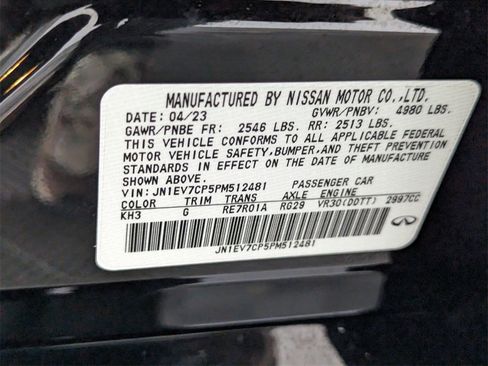 MANUFACTURED BY NISSAN MOTOR CO.,LTD.
DATE: 04/23 GVWR/PNBV: 4980 LBS.
GAWR/PNBE FR: 2546 LBS. RR: 2513 LBS.
THIS VEHICLE CONFORMS TO ALL APPLICABLE FEDERAL
MOTOR VEHICLE SAFETY,BUMPER,AND THEFT PREVENTION
STANDARDS IN EFFECT ON THE DATE OF MANUFACTURE
SHOWN ABOVE.
VIN: JN1EV7CP5PM512481 PASSENGER CAR
COLOR TRIM TRANS AXLE ENGINE
KH3 G RE7R01A RG29 VR30(DDTT) 2997CC
JN1EV7CP5PM512481